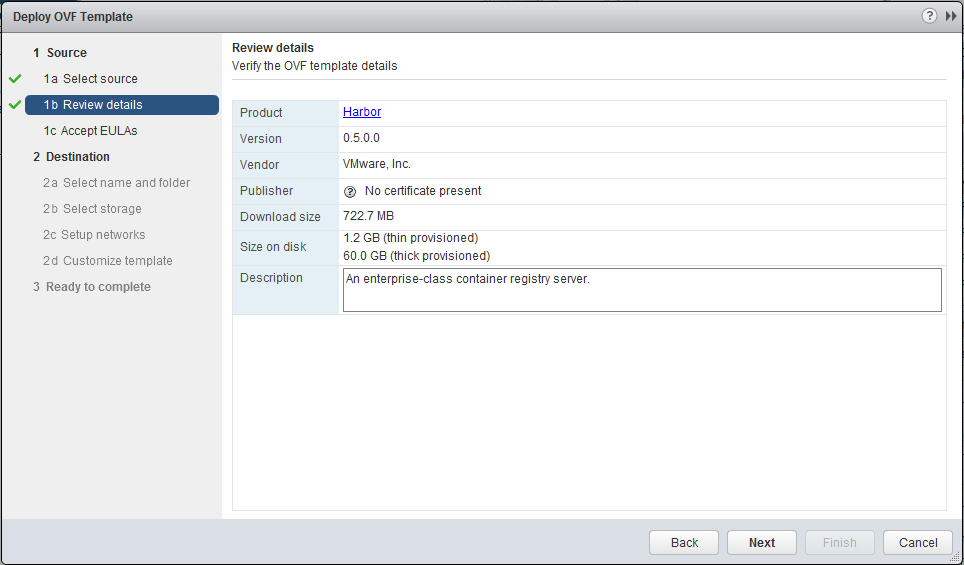 Deploy OVF Template
?
1 Source
1a Select source
1b Review details
1c Accept EULAs
2 Destination
2a Select name and folder
2b Select storage
2c Setup networks
2d Customize template
3 Ready to complete
Review details
Verify the OVF template details
Product Harbor
Version 0.5.0.0
Vendor VMware, Inc.
Publisher ? No certificate present
Download size 722.7 MB
Size on disk 1.2 GB (thin provisioned)
60.0 GB (thick provisioned)
Description An enterprise-class container registry server.
Back Next Finish Cancel